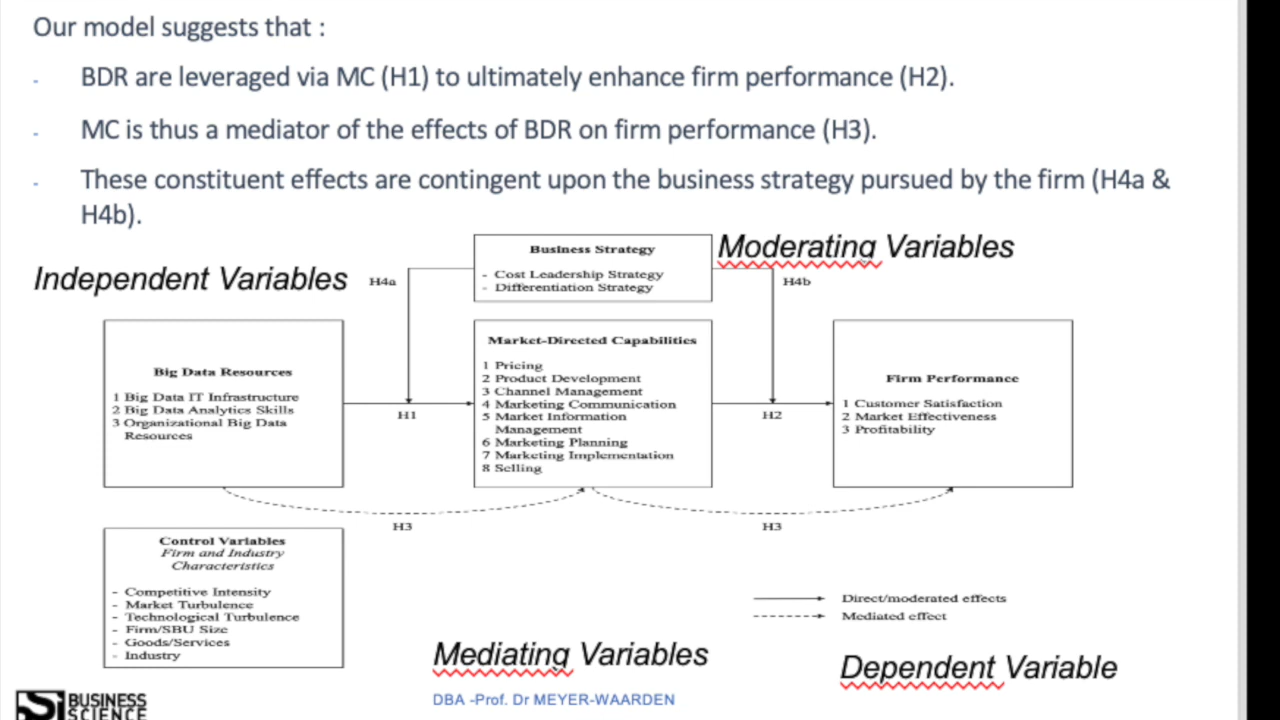 Our model suggests that :
- BDR are leveraged via MC (H1) to ultimately enhance firm performance (H2).
- MC is thus a mediator of the effects of BDR on firm performance (H3).
- These constituent effects are contingent upon the business strategy pursued by the firm (H4a &
H4b).
Independent Variables
H4a
Business Strategy
- Cost Leadership Strategy
- Differentiation Strategy
Moderating Variables
H4b
Big Data Resources
1 Big Data IT Infrastructure
2 Big Data Analytics Skills
3 Organizational Big Data
Resources
H1
Market-Directed Capabilities
1 Pricing
2 Product Development
3 Channel Management
4 Marketing Communication
5 Market Information
Management
6 Marketing Planning
7 Marketing Implementation
8 Selling
H2
Firm Performance
1 Customer Satisfaction
2 Market Effectiveness
3 Profitability
H3
H3
Control Variables
Firm and Industry
Characteristics
- Competitive Intensity
- Market Turbulence
- Technological Turbulence
- Firm/SBU Size
- Goods/Services
- Industry
Direct/moderated effects
Mediated effect
Mediating Variables
Dependent Variable
DBA -Prof. Dr MEYER-WAARDEN
BUSINESS
SCIENCE